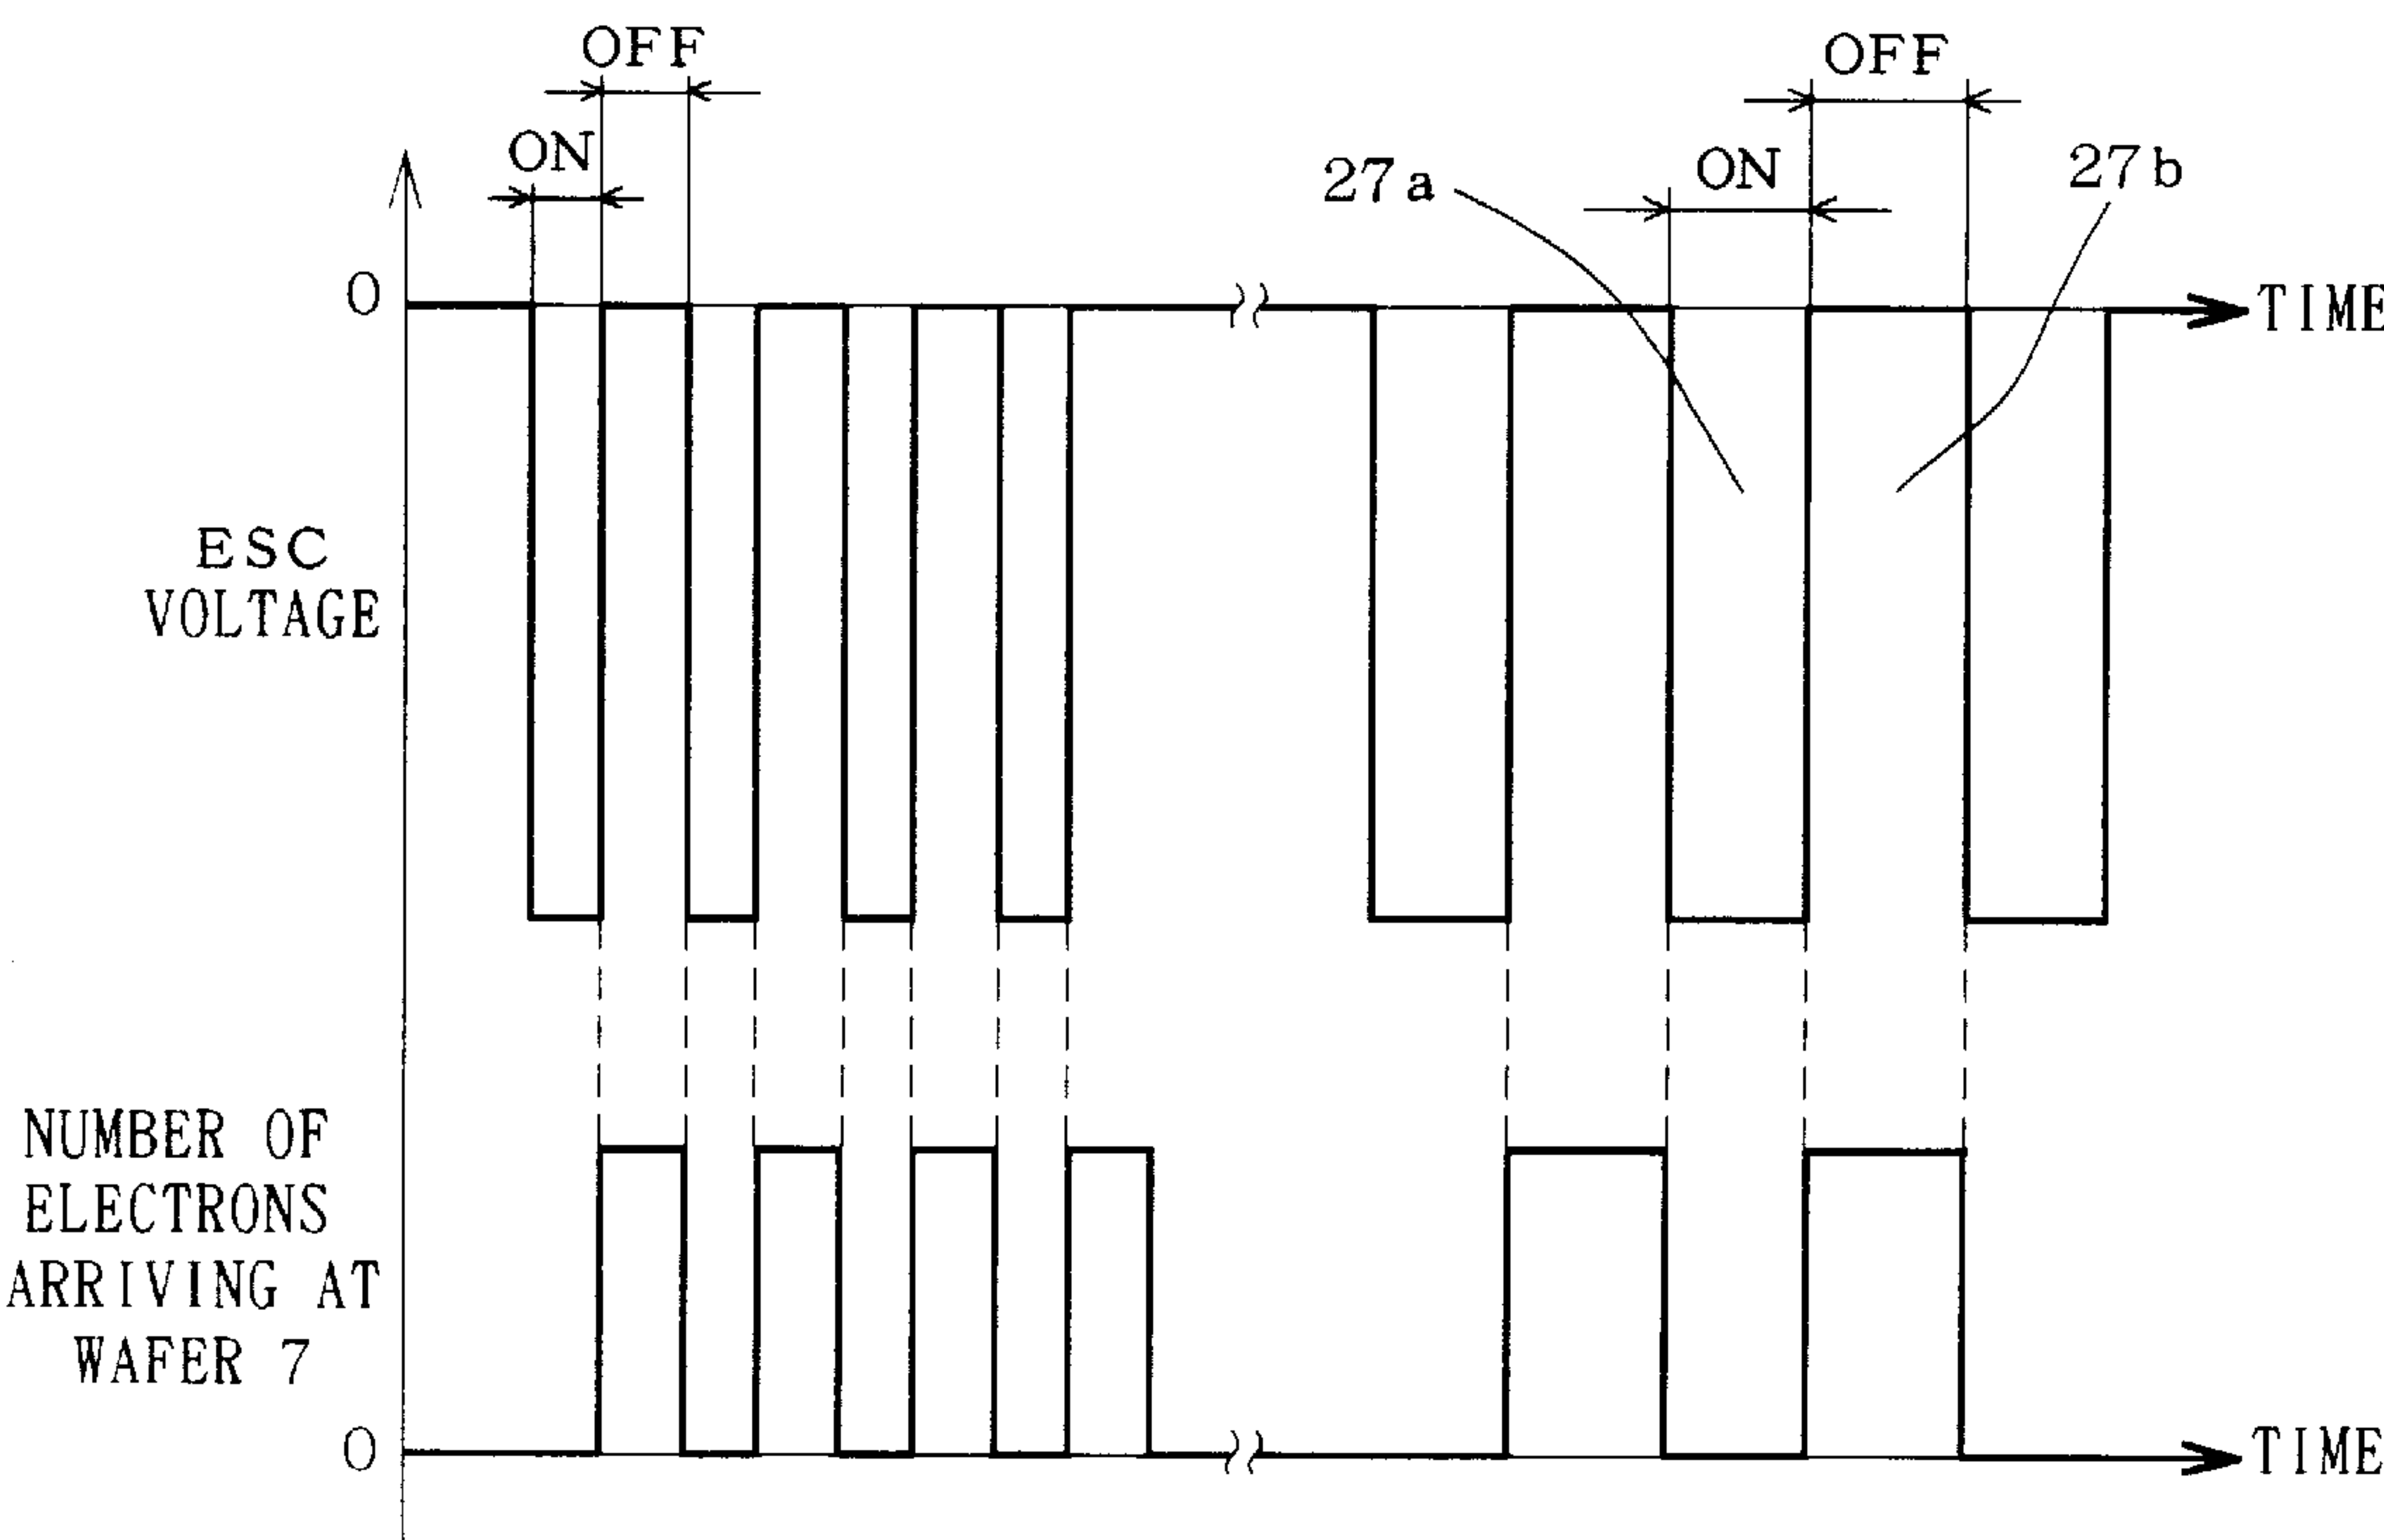 OFF
OFF
ON
27a
ON
27b
0
TIME
ESC
VOLTAGE
NUMBER OF
ELECTRONS
ARRIVING AT
WAFER 7
0
TIME